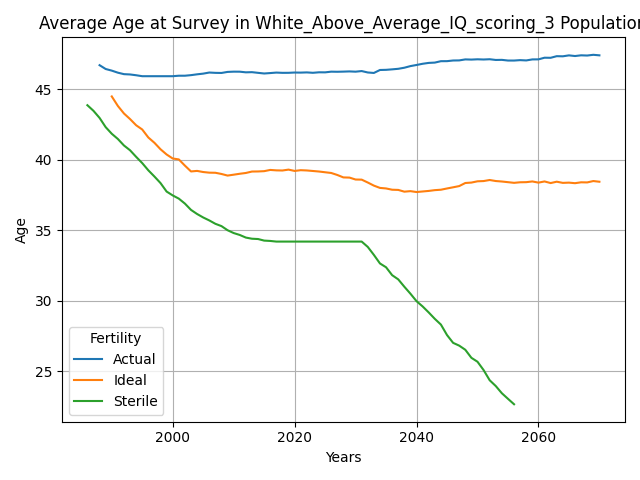 Average Age at Survey in White_Above_Average_IQ_scoring_3 Population
Age
45
40
35
30
25
Fertility
Actual
Ideal
Sterile
2000
2020
2040
2060
Years